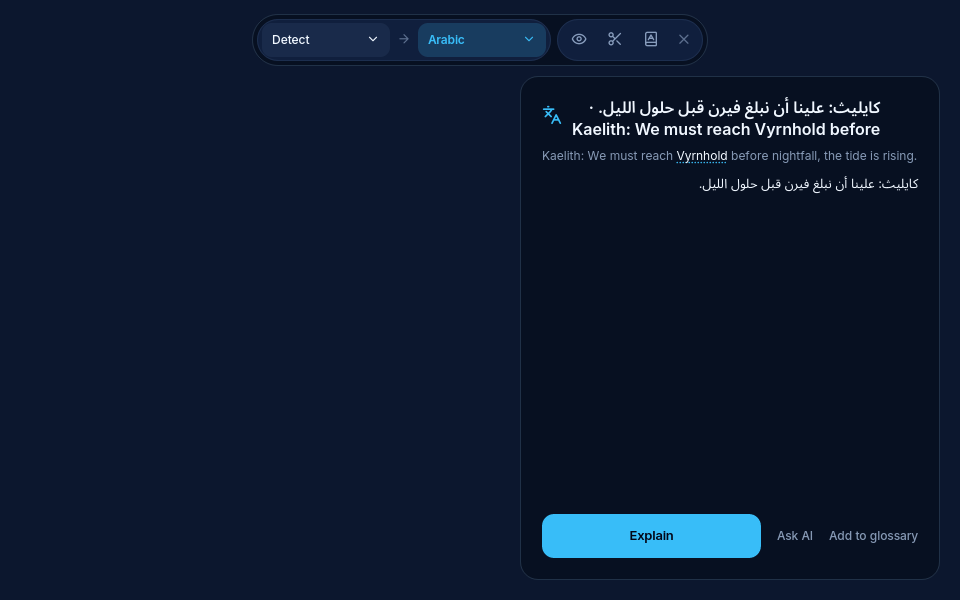 Detect
Arabic
كايليث: علينا أن نبلغ فيرن قبل حلول الليل. ·
Kaelith: We must reach Vyrnhold before
Kaelith: We must reach Vyrnhold before nightfall, the tide is rising.
كايليث: علينا أن نبلغ فيرن قبل حلول الليل.
Explain
Ask AI
Add to glossary